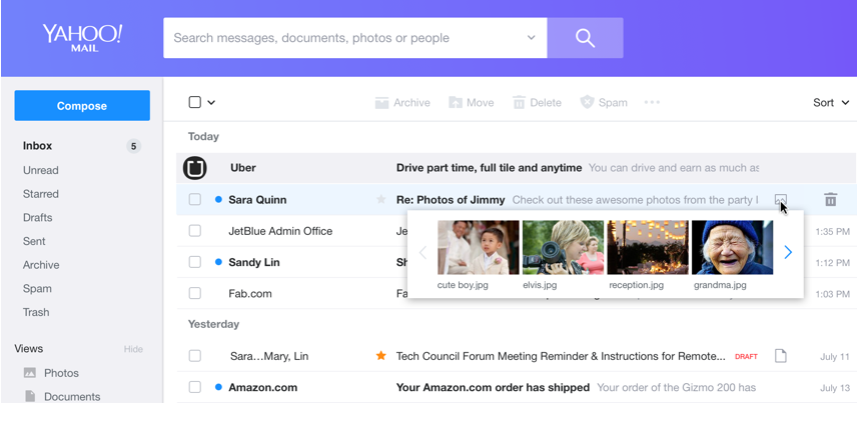 YAHOO!
MAIL
Search messages, documents, photos or people
Compose
Archive Move Delete Spam Sort
Inbox 5
Unread
Starred
Drafts
Sent
Archive
Spam
Trash
Views Hide
Photos
Documents
Today
Uber Drive part time, full tile and anytime You can drive and earn as much as
Sara Quinn Re: Photos of Jimmy Check out these awesome photos from the party
JetBlue Admin Office Je 1:35 PM
Sandy Lin Sh 1:12 PM
Fab.com Fa 1:03 PM
cute boy.jpg elvis.jpg reception.jpg grandma.jpg
Yesterday
Sara...Mary, Lin Tech Council Forum Meeting Reminder & Instructions for Remote... DRAFT July 11
Amazon.com Your Amazon.com order has shipped Your order of the Gizmo 200 has July 13